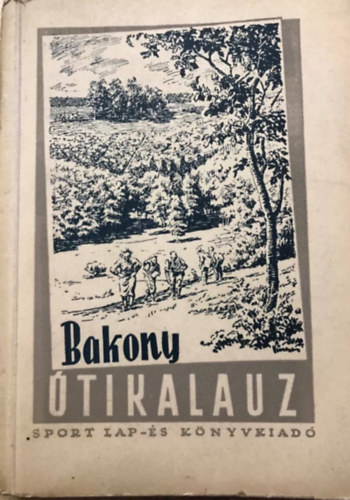 Bakony
ÚTIKALAUZ
SPORT LAP-ÉS KÖNYVKIADÓ